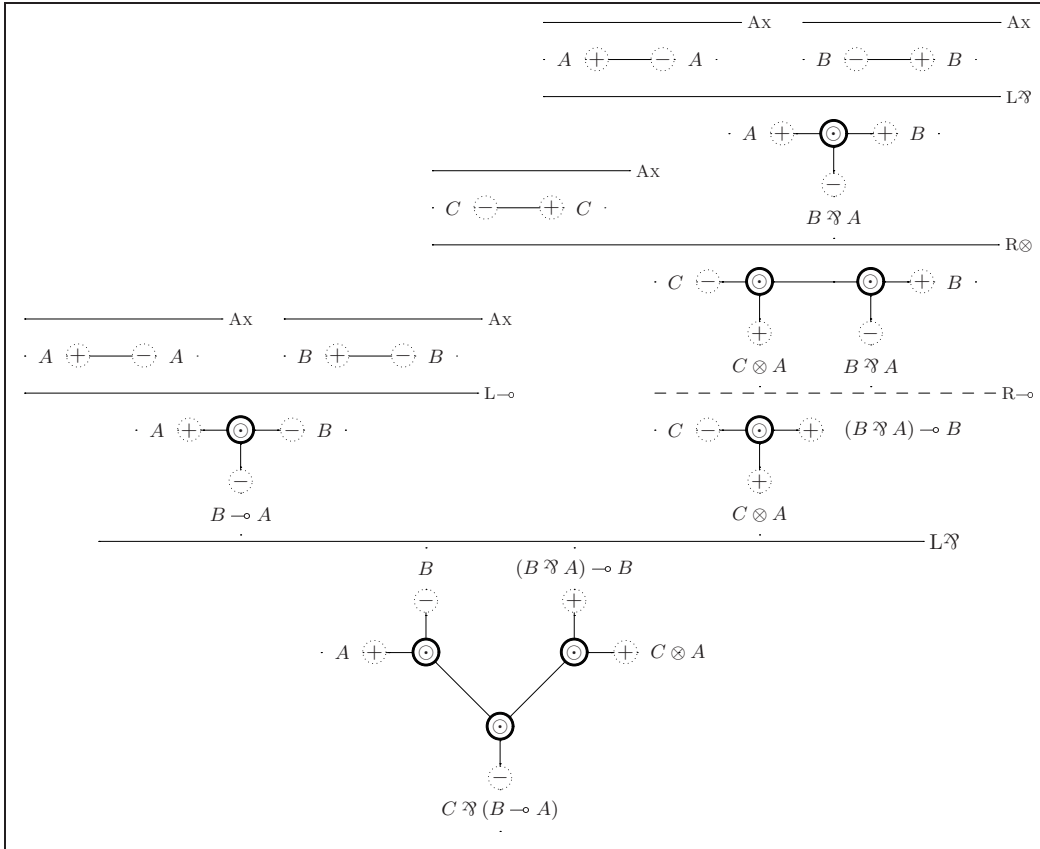 Ax Ax
A + − A B − + B
L⅋
A + + B
Ax
−
C − + C B ⅋ A
R⊗
C − + B
+ −
Ax Ax
A + − A B + − B C ⊗ A B ⅋ A
L⊸ R⊸
A + − B C − + (B ⅋ A) ⊸ B
− +
B ⊸ A C ⊗ A
L⅋
B (B ⅋ A) ⊸ B
− +
A + + C ⊗ A
−
C ⅋ (B ⊸ A)